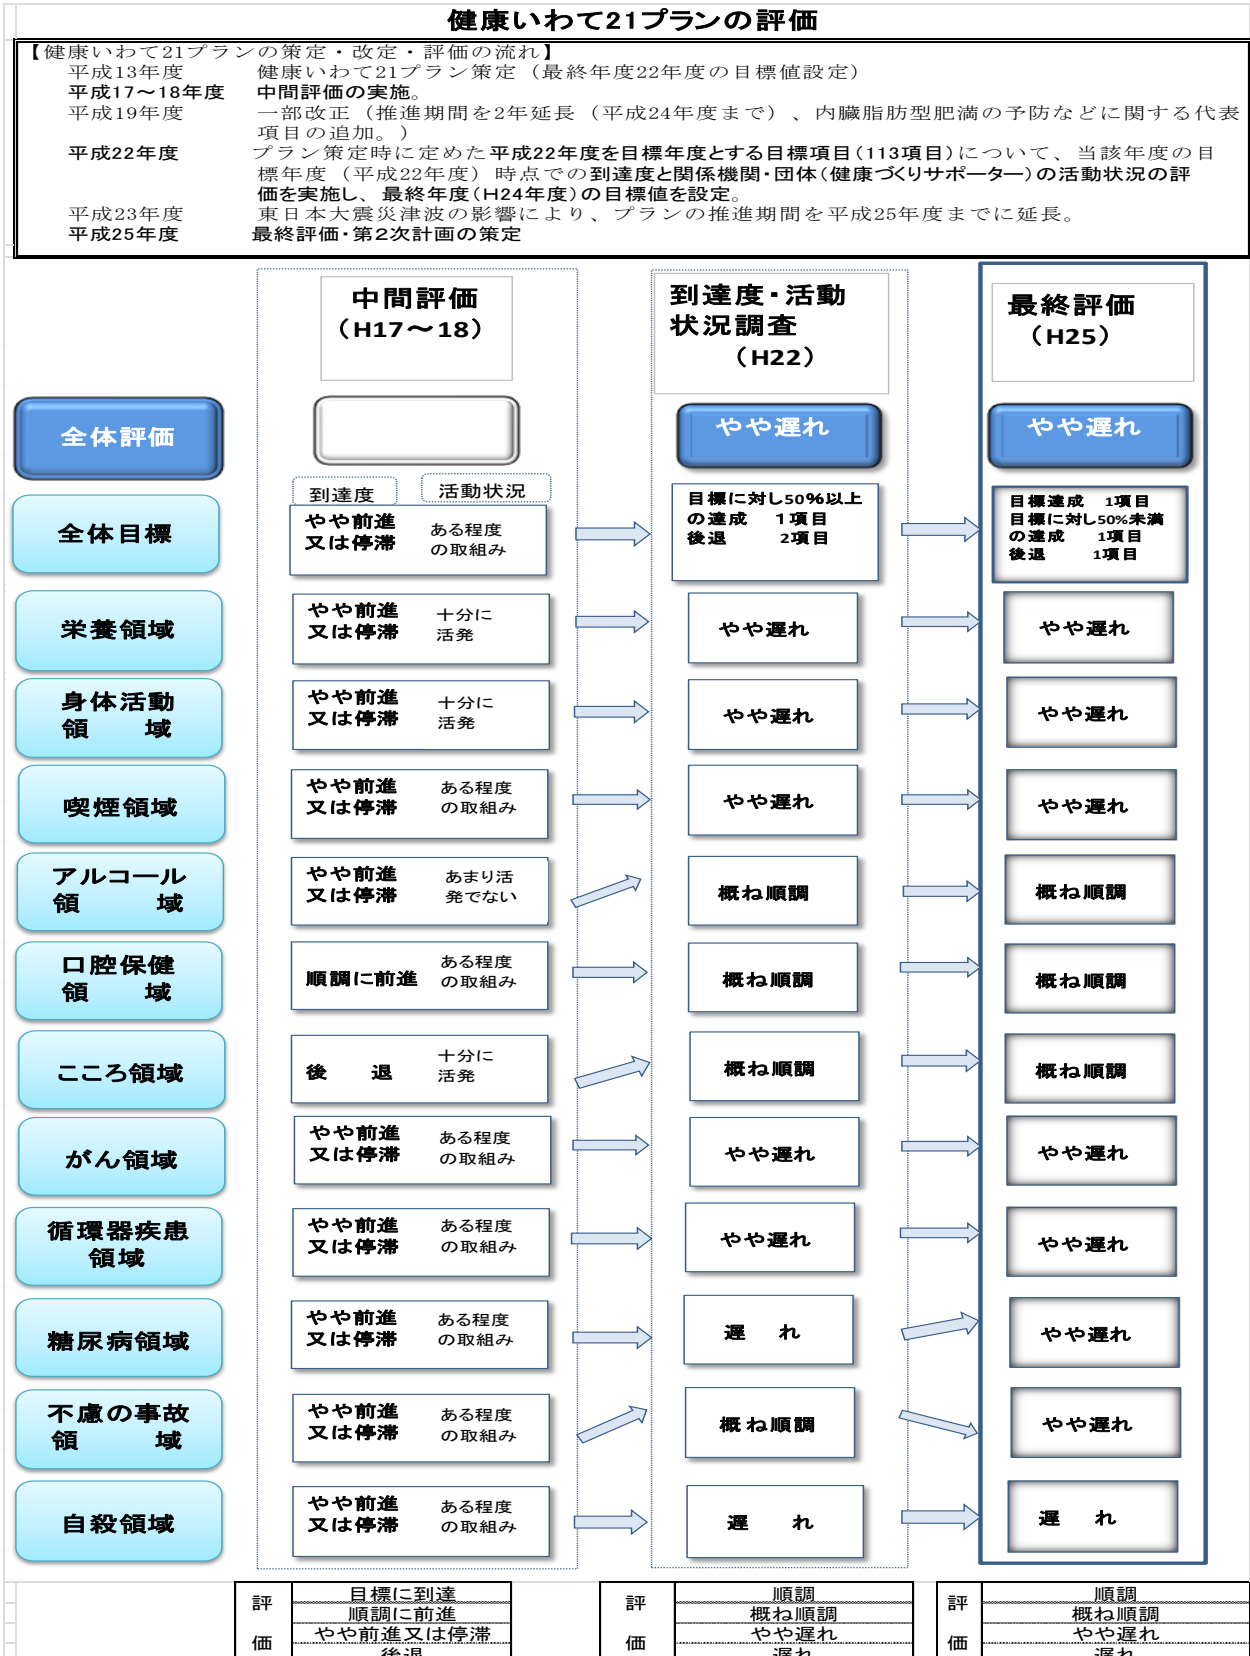 健康いわて21プランの評価
【健康いわて21プランの策定・改定・評価の流れ】
平成13年度 健康いわて21プラン策定（最終年度22年度の目標値設定）
平成17～18年度 中間評価の実施。
平成19年度 一部改正（推進期間を2年延長（平成24年度まで）、内臓脂肪型肥満の予防などに関する代表
項目の追加。）
平成22年度 プラン策定時に定めた平成22年度を目標年度とする目標項目（113項目）について、当該年度の目
標年度（平成22年度）時点での到達度と関係機関・団体（健康づくりサポーター）の活動状況の評
価を実施し、最終年度（H24年度）の目標値を設定。
平成23年度 東日本大震災津波の影響により、プランの推進期間を平成25年度までに延長。
平成25年度 最終評価・第2次計画の策定
中間評価
（H17～18）
到達度・活動
状況調査
（H22）
最終評価
（H25）
全体評価
やや遅れ
やや遅れ
到達度
活動状況
全体目標
やや前進
又は停滞
ある程度
の取組み
目標に対し50％以上
の達成 1項目
後退 2項目
目標達成 1項目
目標に対し50％未満
の達成 1項目
後退 1項目
栄養領域
やや前進
又は停滞
十分に
活発
やや遅れ
やや遅れ
身体活動
領 域
やや前進
又は停滞
十分に
活発
やや遅れ
やや遅れ
喫煙領域
やや前進
又は停滞
ある程度
の取組み
やや遅れ
やや遅れ
アルコール
領 域
やや前進
又は停滞
あまり活
発でない
概ね順調
概ね順調
口腔保健
領 域
順調に前進
ある程度
の取組み
概ね順調
概ね順調
こころ領域
後 退
十分に
活発
概ね順調
概ね順調
がん領域
やや前進
又は停滞
ある程度
の取組み
やや遅れ
やや遅れ
循環器疾患
領域
やや前進
又は停滞
ある程度
の取組み
やや遅れ
やや遅れ
糖尿病領域
やや前進
又は停滞
ある程度
の取組み
遅 れ
やや遅れ
不慮の事故
領 域
やや前進
又は停滞
ある程度
の取組み
概ね順調
やや遅れ
自殺領域
やや前進
又は停滞
ある程度
の取組み
遅 れ
遅 れ
評
価
目標に到達
順調に前進
やや前進又は停滞
後退
評
価
順調
概ね順調
やや遅れ
遅れ
評
価
順調
概ね順調
やや遅れ
遅れ